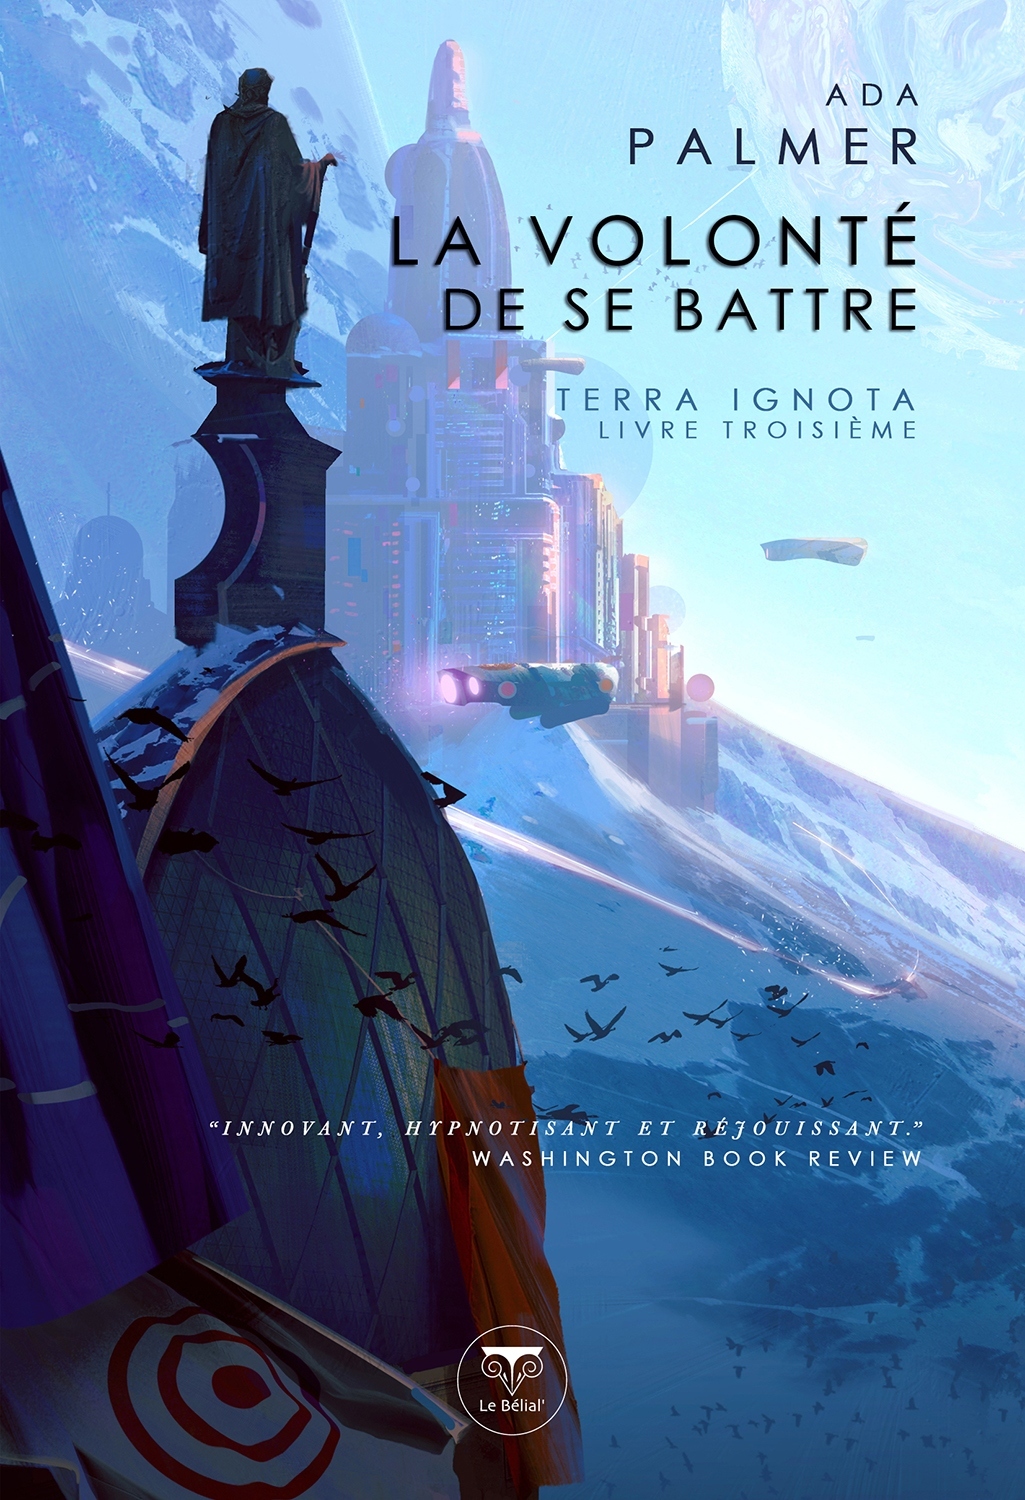 ADA
PALMER
LA VOLONTÉ
DE SE BATTRE
TERRA IGNOTA
LIVRE TROISIÈME
“INNOVANT, HYPNOTISANT ET RÉJOUISSANT.”
WASHINGTON BOOK REVIEW
Le Bélial'